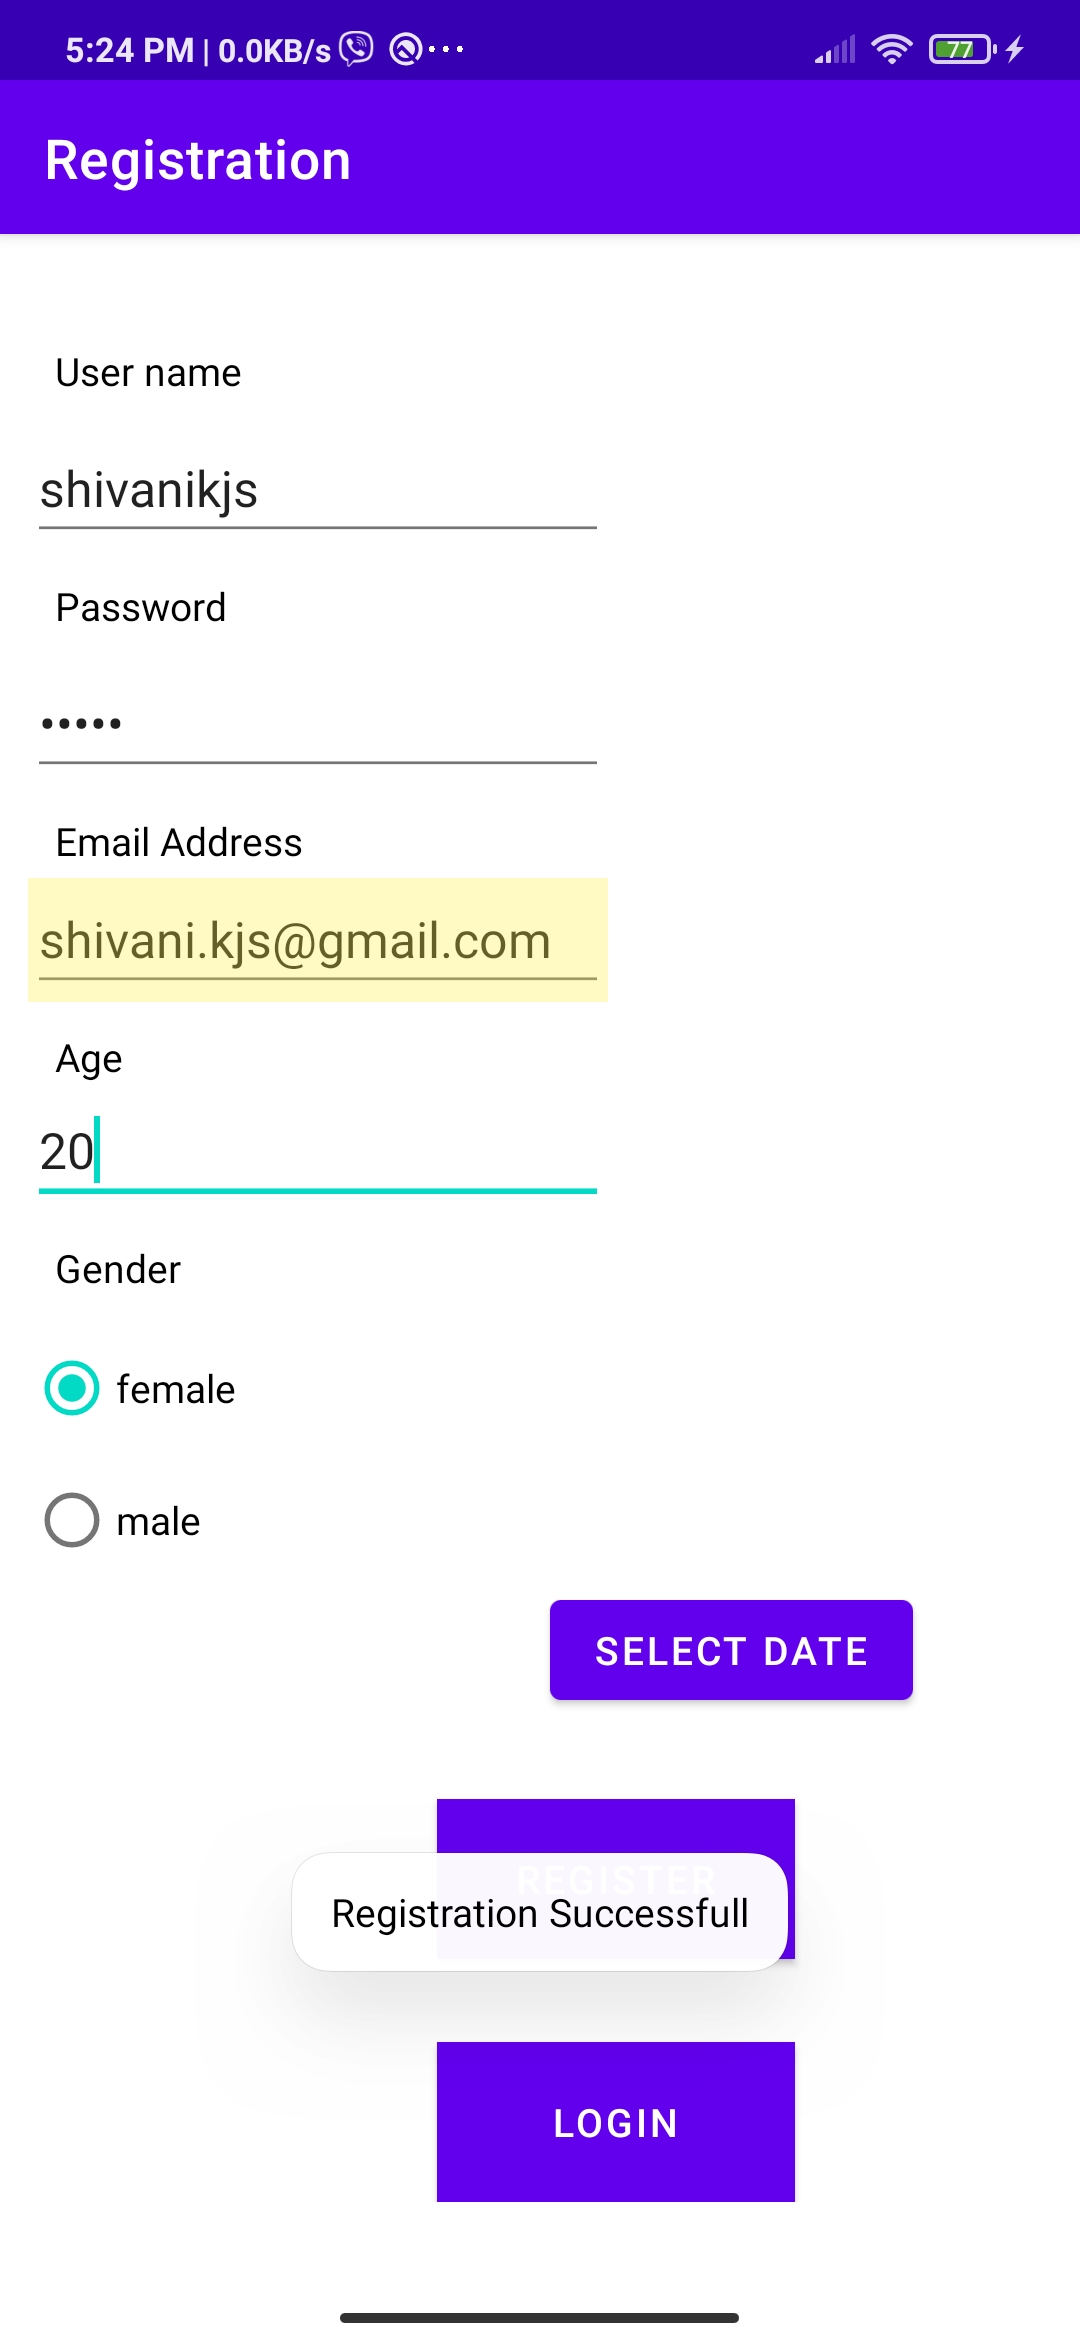 5:24 PM | 0.0KB/s ... 77
Registration
User name
shivanikjs
Password
•••••
Email Address
shivani.kjs@gmail.com
Age
20
Gender
female
male
SELECT DATE
REGISTER
Registration Successfull
LOGIN